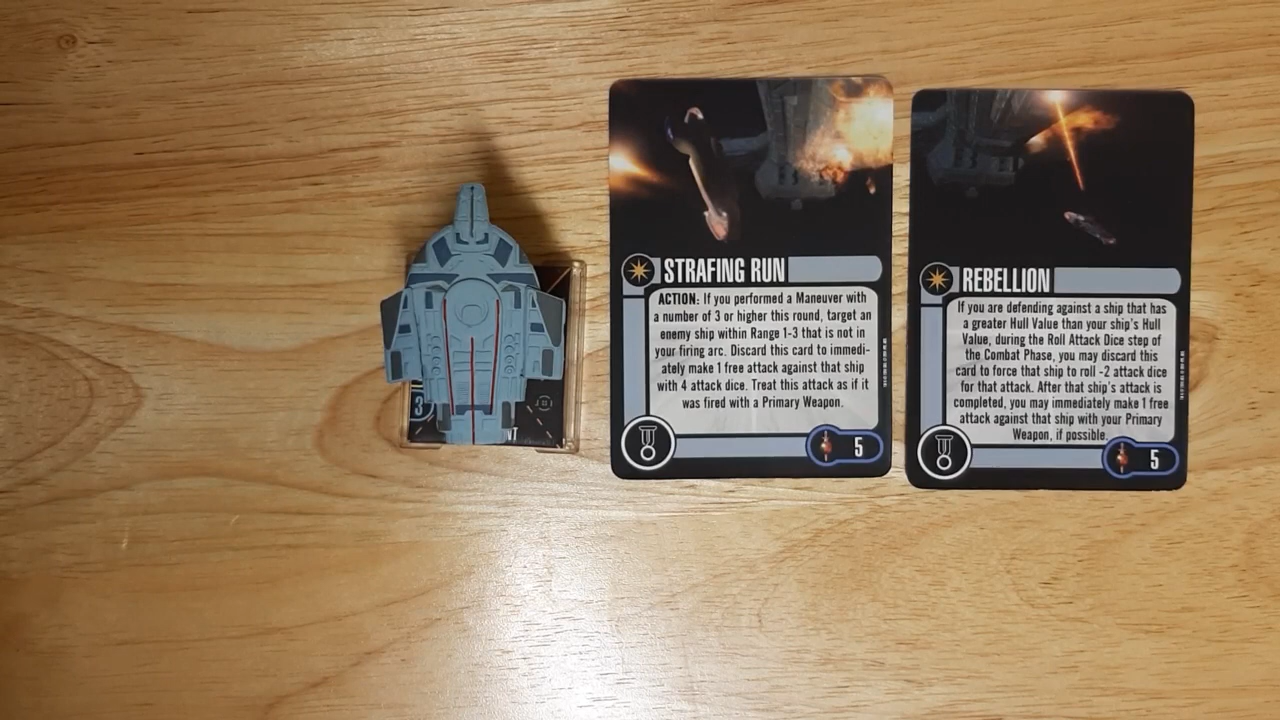 3
NT
STRAFING RUN
ACTION: If you performed a Maneuver with
a number of 3 or higher this round, target an
enemy ship within Range 1-3 that is not in
your firing arc. Discard this card to immedi-
ately make 1 free attack against that ship
with 4 attack dice. Treat this attack as if it
was fired with a Primary Weapon.
5
REBELLION
If you are defending against a ship that has
a greater Hull Value than your ship's Hull
Value, during the Roll Attack Dice step of
the Combat Phase, you may discard this
card to force that ship to roll -2 attack dice
for that attack. After that ship's attack is
completed, you may immediately make 1 free
attack against that ship with your Primary
Weapon, if possible.
5